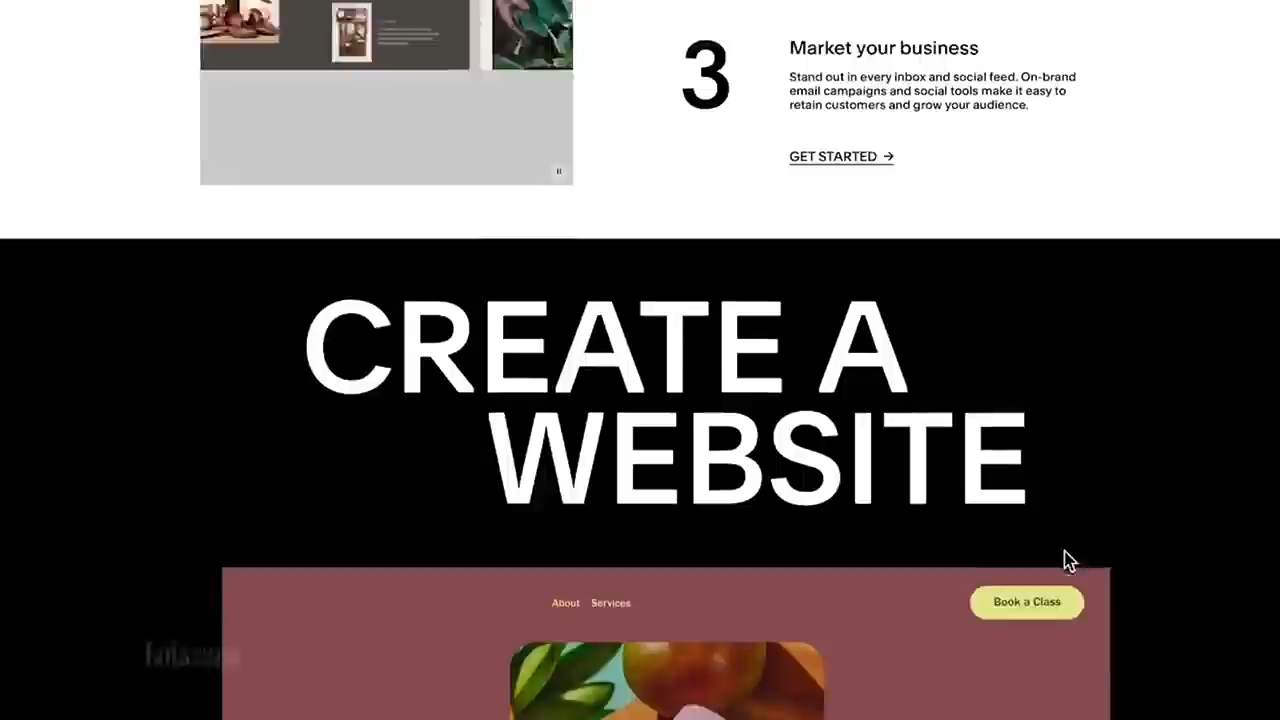 3
Market your business
Stand out in every inbox and social feed. On-brand
email campaigns and social tools make it easy to
retain customers and grow your audience.
GET STARTED →
CREATE A
WEBSITE
About Services
Book a Class